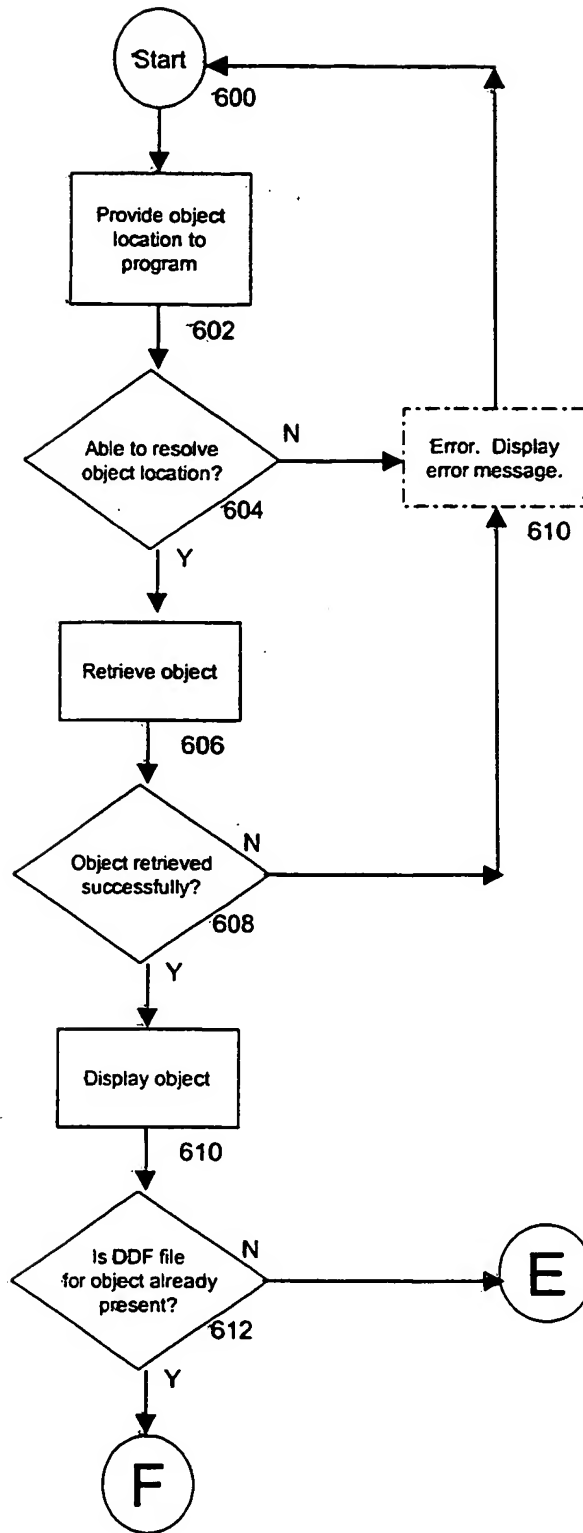 Start
600
Provide object
location to
program
602
Able to resolve
object location?
N
604
Y
Error. Display
error message.
610
Retrieve object
606
Object retrieved
successfully?
N
608
Y
Display object
610
Is DDF file
for object already
present?
N
612
Y
E
F